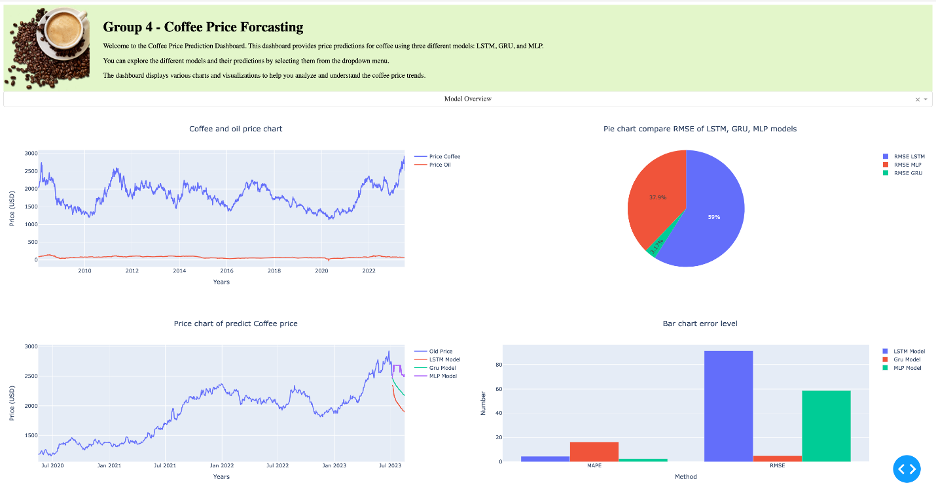 Group 4 - Coffee Price Forcasting
Welcome to the Coffee Price Prediction Dashboard. This dashboard provides price predictions for coffee using three different models: LSTM, GRU, and MLP.
You can explore the different models and their predictions by selecting them from the dropdown menu.
The dashboard displays various charts and visualizations to help you analyze and understand the coffee price trends.
Model Overview
Coffee and oil price chart
Price (USD)
3000
2500
2000
1500
1000
500
0
2010 2012 2014 2016 2018 2020 2022
Years
Price Coffee
Price Oil
Pie chart compare RMSE of LSTM, GRU, MLP models
37.9%
59%
RMSE LSTM
RMSE MLP
RMSE GRU
Price chart of predict Coffee price
Price (USD)
3000
2500
2000
1500
Jul 2020 Jan 2021 Jul 2021 Jan 2022 Jul 2022 Jan 2023 Jul 2023
Years
Old Price
LSTM Model
Gru Model
MLP Model
Bar chart error level
Number
80
60
40
20
0
MAPE RMSE
Method
LSTM Model
Gru Model
MLP Model